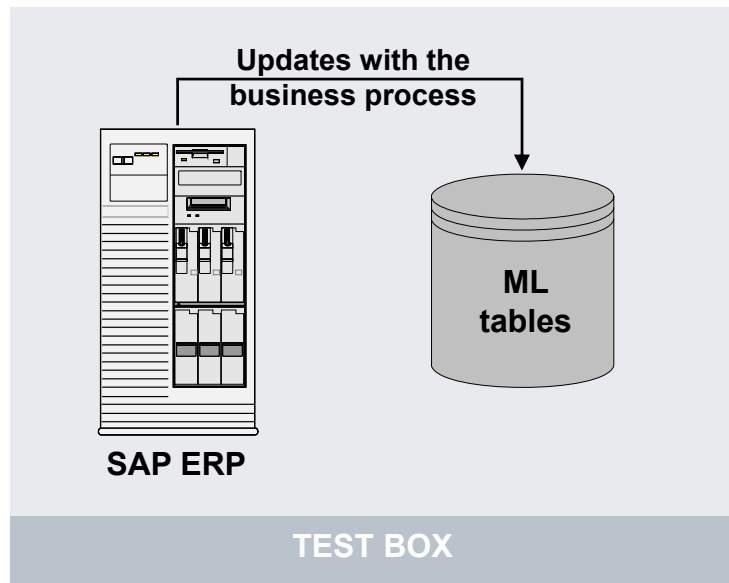 Updates with the
business process
ML
tables
SAP ERP
TEST BOX